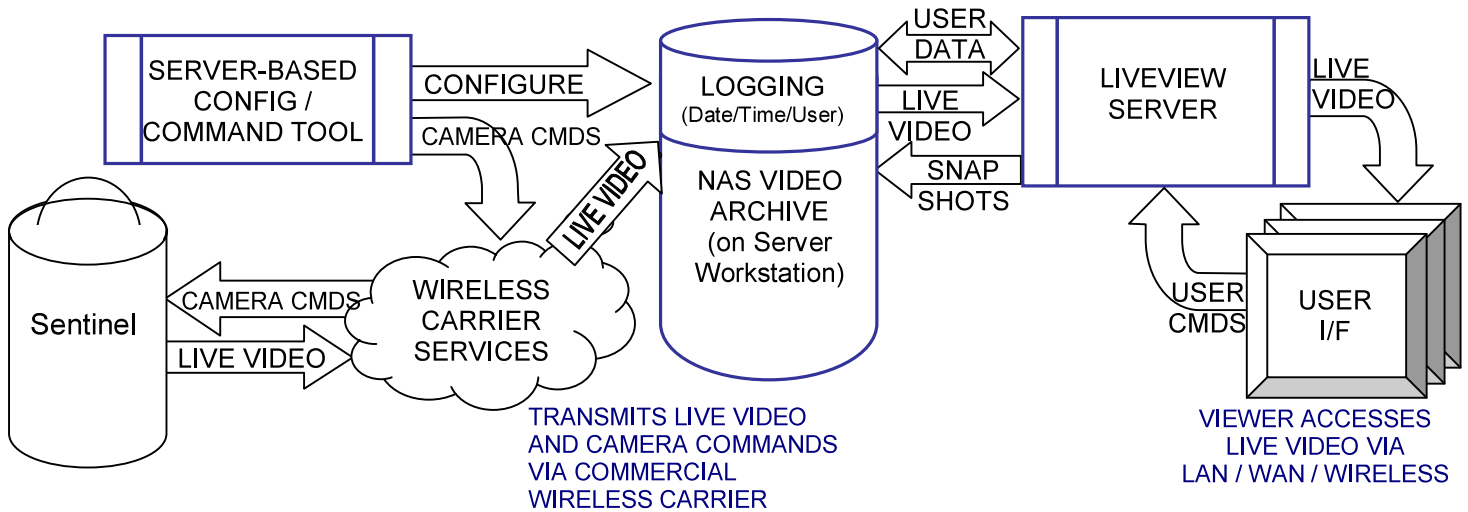 SERVER-BASED
CONFIG /
COMMAND TOOL
CONFIGURE
CAMERA CMDS
LIVE VIDEO
LOGGING
(Date/Time/User)
NAS VIDEO
ARCHIVE
(on Server
Workstation)
USER
DATA
LIVE
VIDEO
SNAP
SHOTS
LIVEVIEW
SERVER
LIVE
VIDEO
USER
CMDS
USER
I/F
Sentinel
CAMERA CMDS
LIVE VIDEO
WIRELESS
CARRIER
SERVICES
TRANSMITS LIVE VIDEO
AND CAMERA COMMANDS
VIA COMMERCIAL
WIRELESS CARRIER
VIEWER ACCESSES
LIVE VIDEO VIA
LAN / WAN / WIRELESS